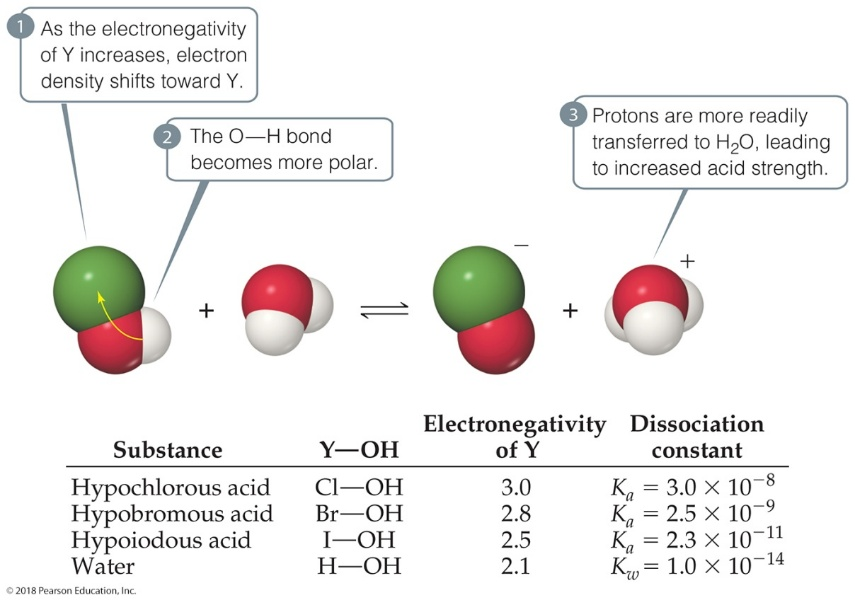 1 As the electronegativity
of Y increases, electron
density shifts toward Y.
2 The O—H bond
becomes more polar.
3 Protons are more readily
transferred to H₂O, leading
to increased acid strength.
−
+
+
⇌
+
Substance Y—OH Electronegativity of Y Dissociation constant
Hypochlorous acid Cl—OH 3.0 Kₐ = 3.0 × 10⁻⁸
Hypobromous acid Br—OH 2.8 Kₐ = 2.5 × 10⁻⁹
Hypoiodous acid I—OH 2.5 Kₐ = 2.3 × 10⁻¹¹
Water H—OH 2.1 K_w = 1.0 × 10⁻¹⁴
© 2018 Pearson Education, Inc.